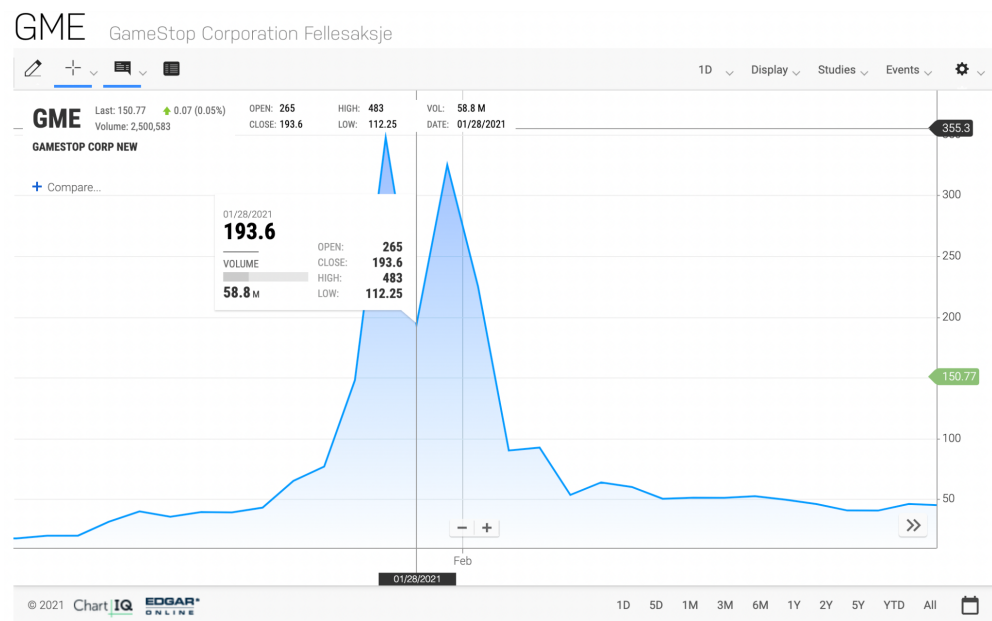 GME GameStop Corporation Fellesaksje
1D Display Studies Events
GME Last: 150.77 0.07 (0.05%) OPEN: 265 HIGH: 483 VOL: 58.8 M
Volume: 2,500,583 CLOSE: 193.6 LOW: 112.25 DATE: 01/28/2021
355.3
GAMESTOP CORP NEW
+ Compare...
300
01/28/2021
193.6
OPEN: 265
VOLUME CLOSE: 193.6
HIGH: 483
58.8 M LOW: 112.25
250
200
150.77
100
50
− +
Feb
01/28/2021
© 2021 Chart IQ EDGAR ONLINE
1D 5D 1M 3M 6M 1Y 2Y 5Y YTD All